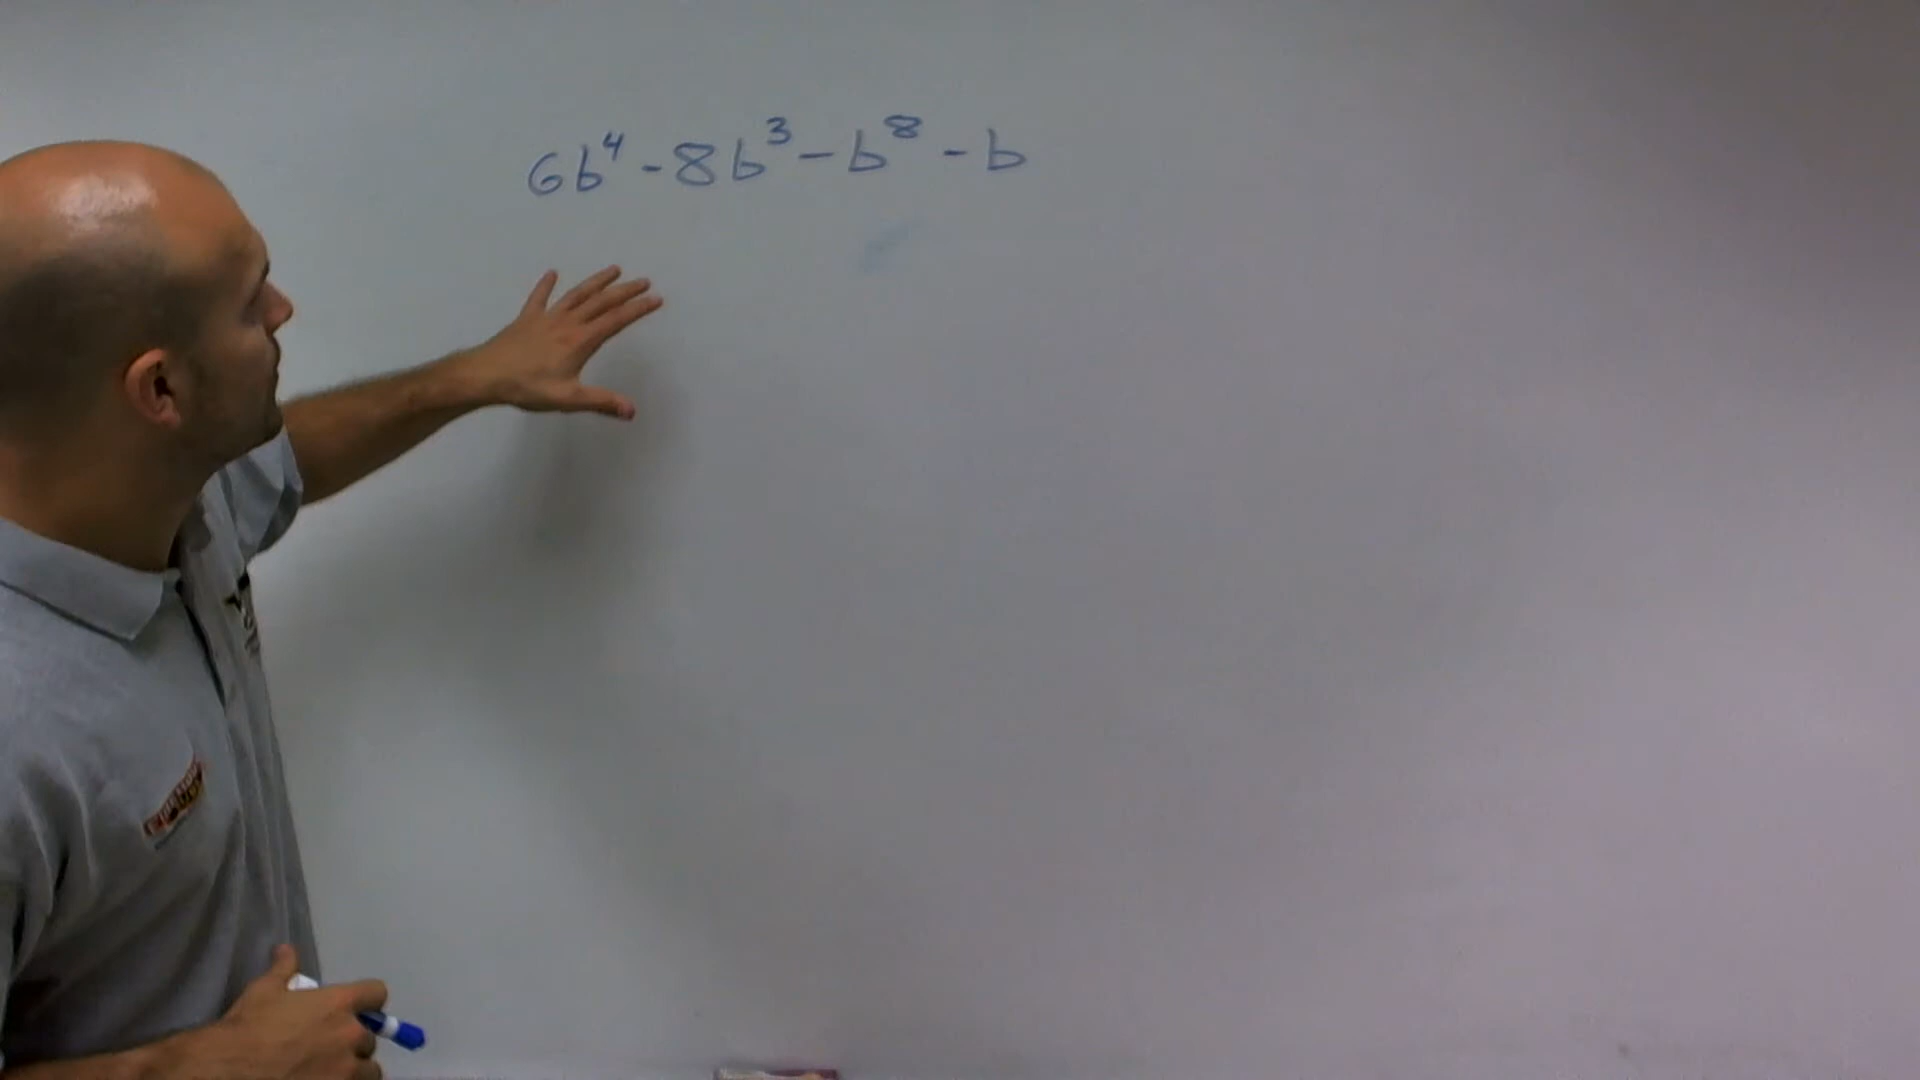 6b⁴ - 8b³ - b⁸ - b